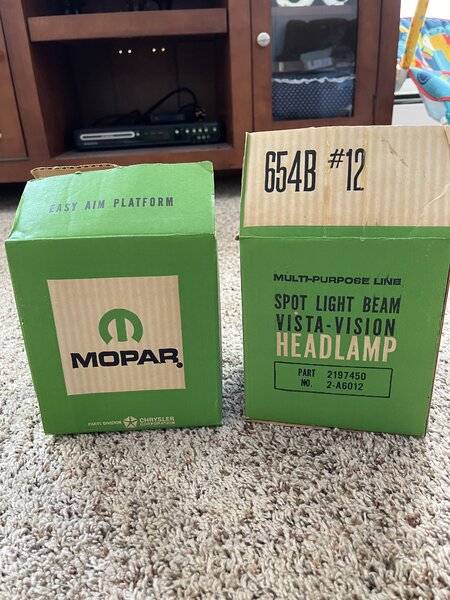 EASY AIM PLATFORM
MOPAR®
PARTS DIVISION CHRYSLER
CORPORATION
654B #12
MULTI-PURPOSE LINE
SPOT LIGHT BEAM
VISTA-VISION
HEADLAMP
PART 2197450
NO. 2-A6012